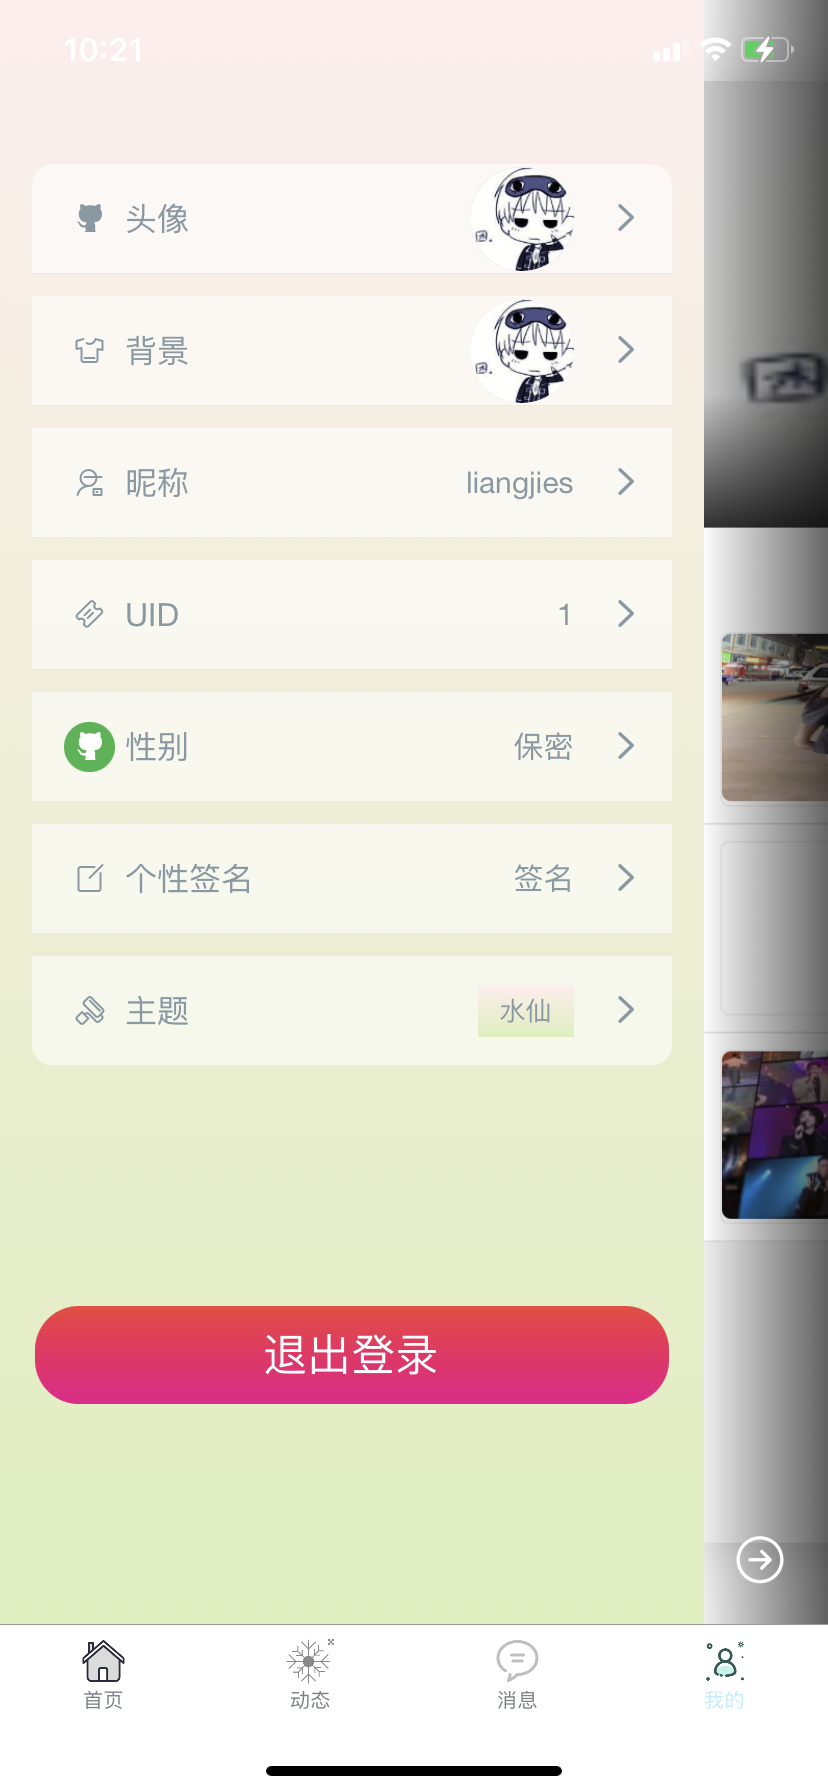 10:21
头像
背景
昵称 liangjies
UID 1
性别 保密
个性签名 签名
主题 水仙
退出登录
首页 动态 消息 我的